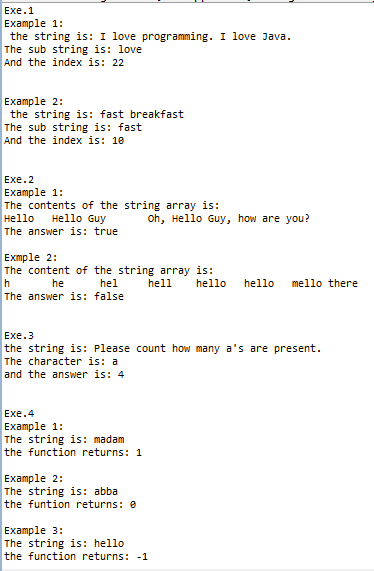 Exe.1
Example 1:
the string is: I love programming. I love Java.
The sub string is: love
And the index is: 22
Example 2:
the string is: fast breakfast
The sub string is: fast
And the index is: 10
Exe.2
Example 1:
The contents of the string array is:
Hello Hello Guy Oh, Hello Guy, how are you?
The answer is: true
Exmple 2:
The content of the string array is:
h he hel hell hello hello mello there
The answer is: false
Exe.3
the string is: Please count how many a's are present.
The character is: a
and the answer is: 4
Exe.4
Example 1:
The string is: madam
the function returns: 1
Example 2:
The string is: abba
the funtion returns: 0
Example 3:
The string is: hello
the function returns: -1